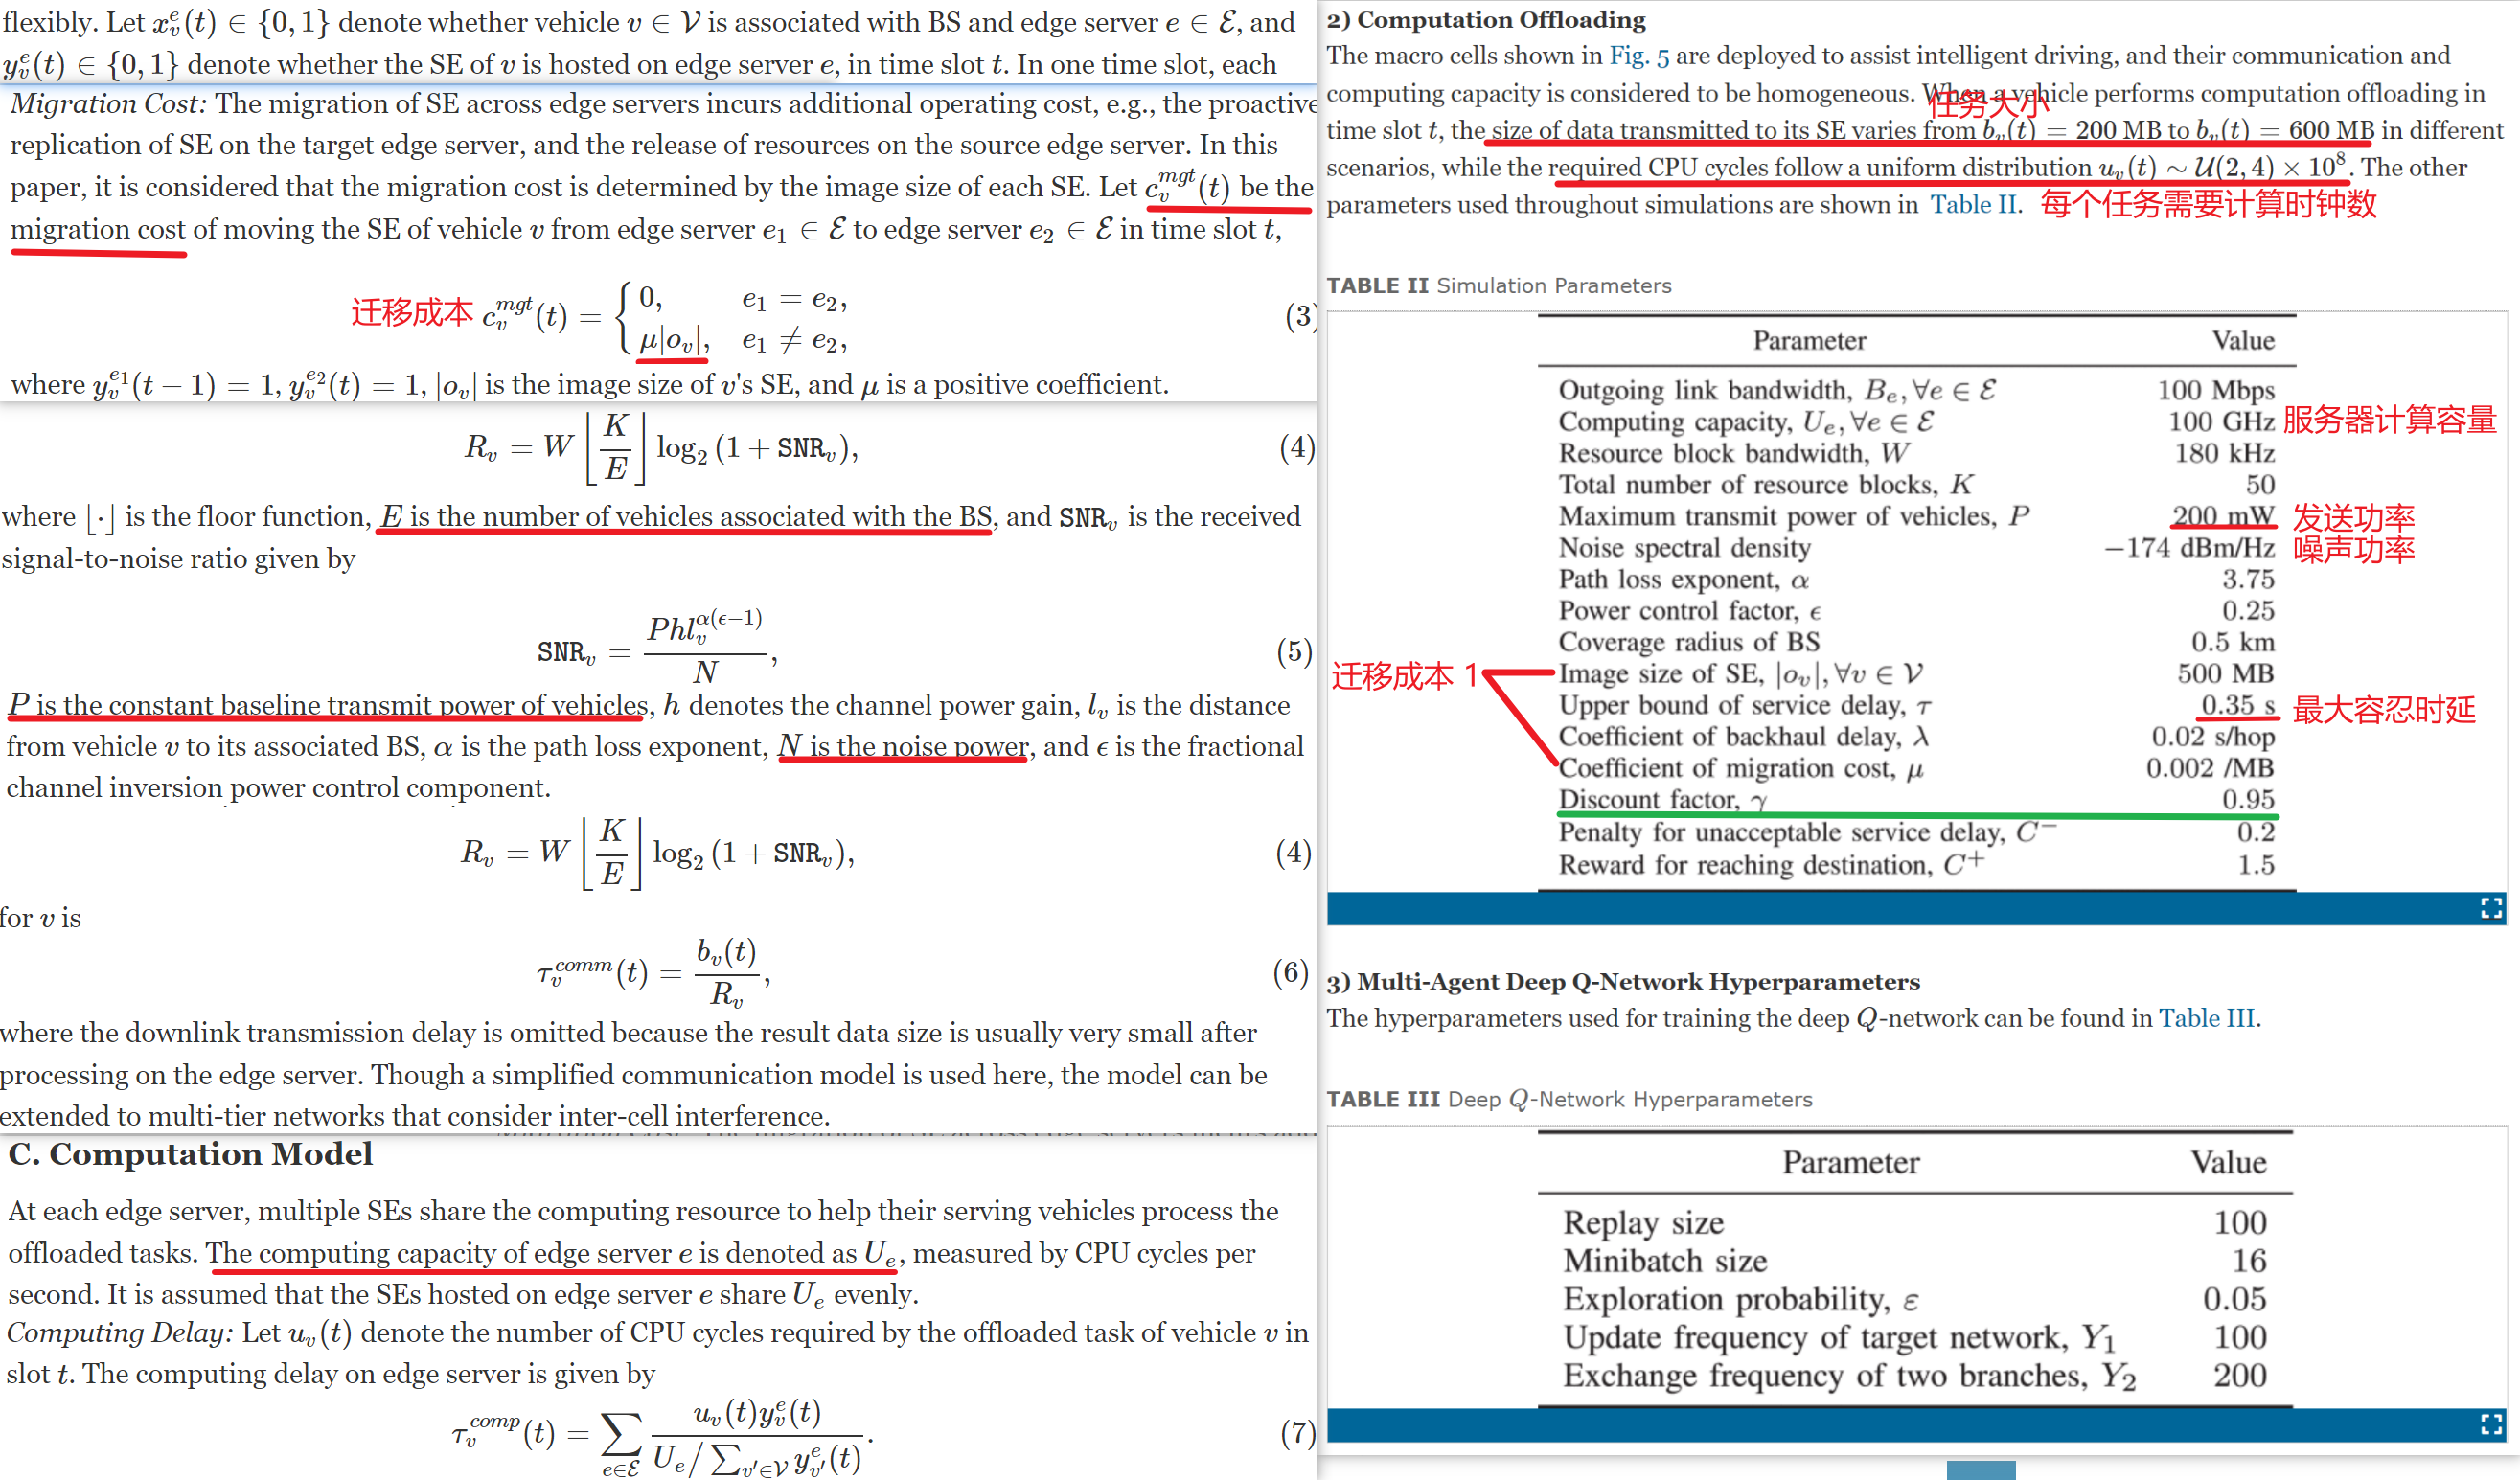 flexibly. Let $x_v^e(t) \in \{0, 1\}$ denote whether vehicle $v \in \mathcal{V}$ is associated with BS and edge server $e \in \mathcal{E}$, and
$y_v^e(t) \in \{0, 1\}$ denote whether the SE of $v$ is hosted on edge server $e$, in time slot $t$. In one time slot, each
Migration Cost: The migration of SE across edge servers incurs additional operating cost, e.g., the proactive
replication of SE on the target edge server, and the release of resources on the source edge server. In this
paper, it is considered that the migration cost is determined by the image size of each SE. Let $c_v^{mgt}(t)$ be the
migration cost of moving the SE of vehicle $v$ from edge server $e_1 \in \mathcal{E}$ to edge server $e_2 \in \mathcal{E}$ in time slot $t$,
迁移成本 $c_v^{mgt}(t) = \begin{cases} 0, & e_1 = e_2, \\ \mu|o_v|, & e_1 \neq e_2, \end{cases}$ (3)
where $y_v^{e1}(t-1) = 1, y_v^{e2}(t) = 1, |o_v|$ is the image size of $v$'s SE, and $\mu$ is a positive coefficient.
$R_v = W \left\lfloor \frac{K}{E} \right\rfloor \log_2(1 + \mathtt{SNR}_v),$ (4)
where $\lfloor \cdot \rfloor$ is the floor function, $E$ is the number of vehicles associated with the BS, and $\mathtt{SNR}_v$ is the received
signal-to-noise ratio given by
$\mathtt{SNR}_v = \frac{Phl_v^{\alpha(\epsilon-1)}}{N},$ (5)
$P$ is the constant baseline transmit power of vehicles, $h$ denotes the channel power gain, $l_v$ is the distance
from vehicle $v$ to its associated BS, $\alpha$ is the path loss exponent, $N$ is the noise power, and $\epsilon$ is the fractional
channel inversion power control component.
$R_v = W \left\lfloor \frac{K}{E} \right\rfloor \log_2(1 + \mathtt{SNR}_v),$ (4)
for $v$ is
$\tau_v^{comm}(t) = \frac{b_v(t)}{R_v},$ (6)
where the downlink transmission delay is omitted because the result data size is usually very small after
processing on the edge server. Though a simplified communication model is used here, the model can be
extended to multi-tier networks that consider inter-cell interference.
C. Computation Model
At each edge server, multiple SEs share the computing resource to help their serving vehicles process the
offloaded tasks. The computing capacity of edge server $e$ is denoted as $U_e$, measured by CPU cycles per
second. It is assumed that the SEs hosted on edge server $e$ share $U_e$ evenly.
Computing Delay: Let $u_v(t)$ denote the number of CPU cycles required by the offloaded task of vehicle $v$ in
slot $t$. The computing delay on edge server is given by
$\tau_v^{comp}(t) = \sum_{e \in \mathcal{E}} \frac{u_v(t) y_v^e(t)}{U_e / \sum_{v' \in \mathcal{V}} y_{v'}^e(t)}.$ (7)
2) Computation Offloading
The macro cells shown in Fig. 5 are deployed to assist intelligent driving, and their communication and
computing capacity is considered to be homogeneous. When a vehicle performs computation offloading in
任务大小
time slot $t$, the size of data transmitted to its SE varies from $b_v(t) = 200$ MB to $b_v(t) = 600$ MB in different
scenarios, while the required CPU cycles follow a uniform distribution $u_v(t) \sim \mathcal{U}(2, 4) \times 10^8$. The other
parameters used throughout simulations are shown in Table II. 每个任务需要计算时钟数
TABLE II Simulation Parameters
Parameter Value
Outgoing link bandwidth, $B_e, \forall e \in \mathcal{E}$ 100 Mbps
Computing capacity, $U_e, \forall e \in \mathcal{E}$ 100 GHz 服务器计算容量
Resource block bandwidth, $W$ 180 kHz
Total number of resource blocks, $K$ 50
Maximum transmit power of vehicles, $P$ 200 mW 发送功率
Noise spectral density −174 dBm/Hz 噪声功率
Path loss exponent, $\alpha$ 3.75
Power control factor, $\epsilon$ 0.25
Coverage radius of BS 0.5 km
迁移成本 1 Image size of SE, $|o_v|, \forall v \in \mathcal{V}$ 500 MB
Upper bound of service delay, $\tau$ 0.35 s 最大容忍时延
Coefficient of backhaul delay, $\lambda$ 0.02 s/hop
Coefficient of migration cost, $\mu$ 0.002 /MB
Discount factor, $\gamma$ 0.95
Penalty for unacceptable service delay, $C^-$ 0.2
Reward for reaching destination, $C^+$ 1.5
3) Multi-Agent Deep Q-Network Hyperparameters
The hyperparameters used for training the deep $Q$-network can be found in Table III.
TABLE III Deep $Q$-Network Hyperparameters
Parameter Value
Replay size 100
Minibatch size 16
Exploration probability, $\varepsilon$ 0.05
Update frequency of target network, $Y_1$ 100
Exchange frequency of two branches, $Y_2$ 200